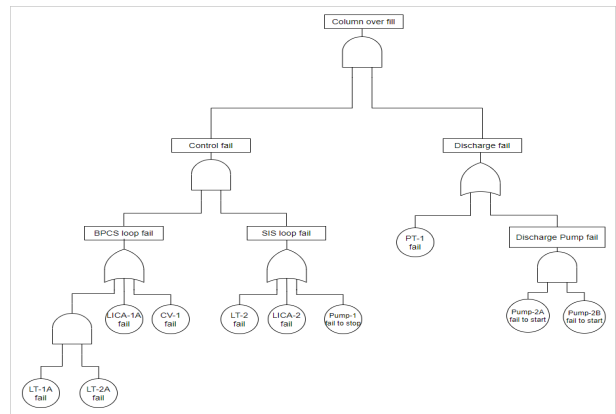 Column over fill
Control fail
Discharge fail
BPCS loop fail
SIS loop fail
PT-1
fail
Discharge Pump fail
LICA-1A
fail
CV-1
fail
LT-2
fail
LICA-2
fail
Pump-1
fail to stop
Pump-2A
fail to start
Pump-2B
fail to start
LT-1A
fail
LT-2A
fail